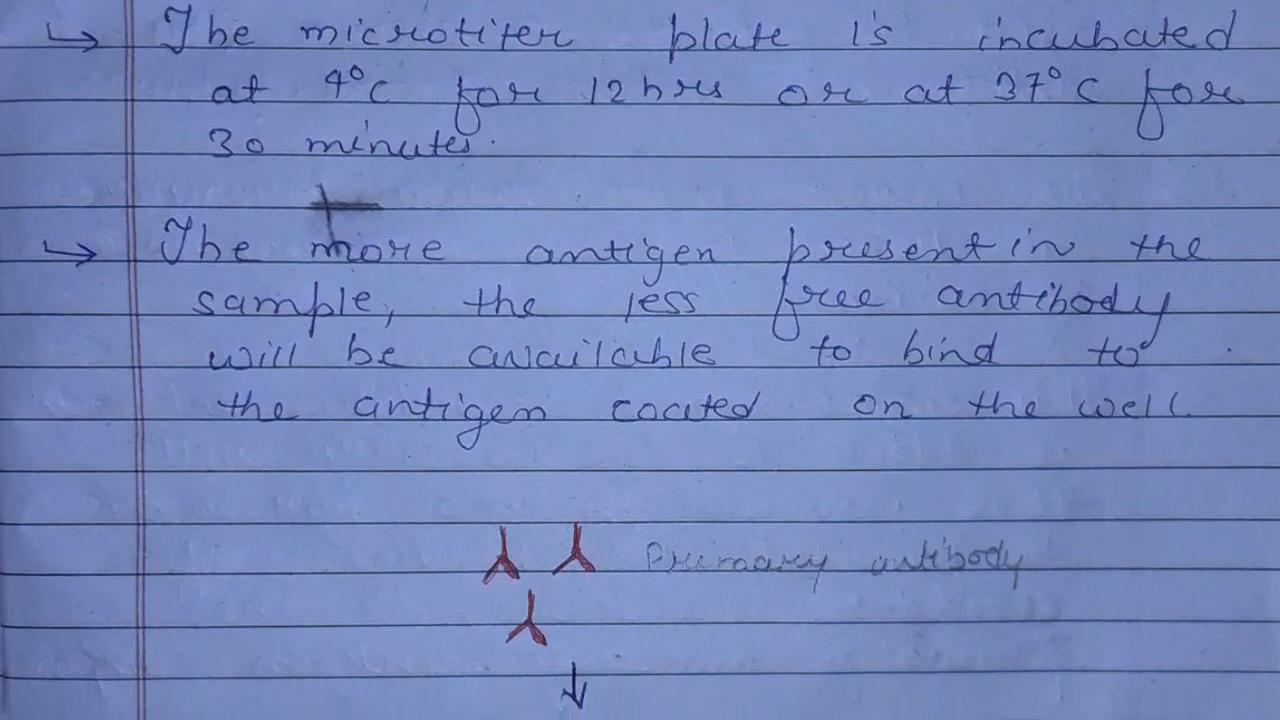 ↳ The microtiter plate is incubated
at 4°C for 12 hrs or at 37°C for
30 minutes.
↳ The more antigen present in the
sample, the less free antibody
will be available to bind to
the antigen coated on the well.
Primary antibody